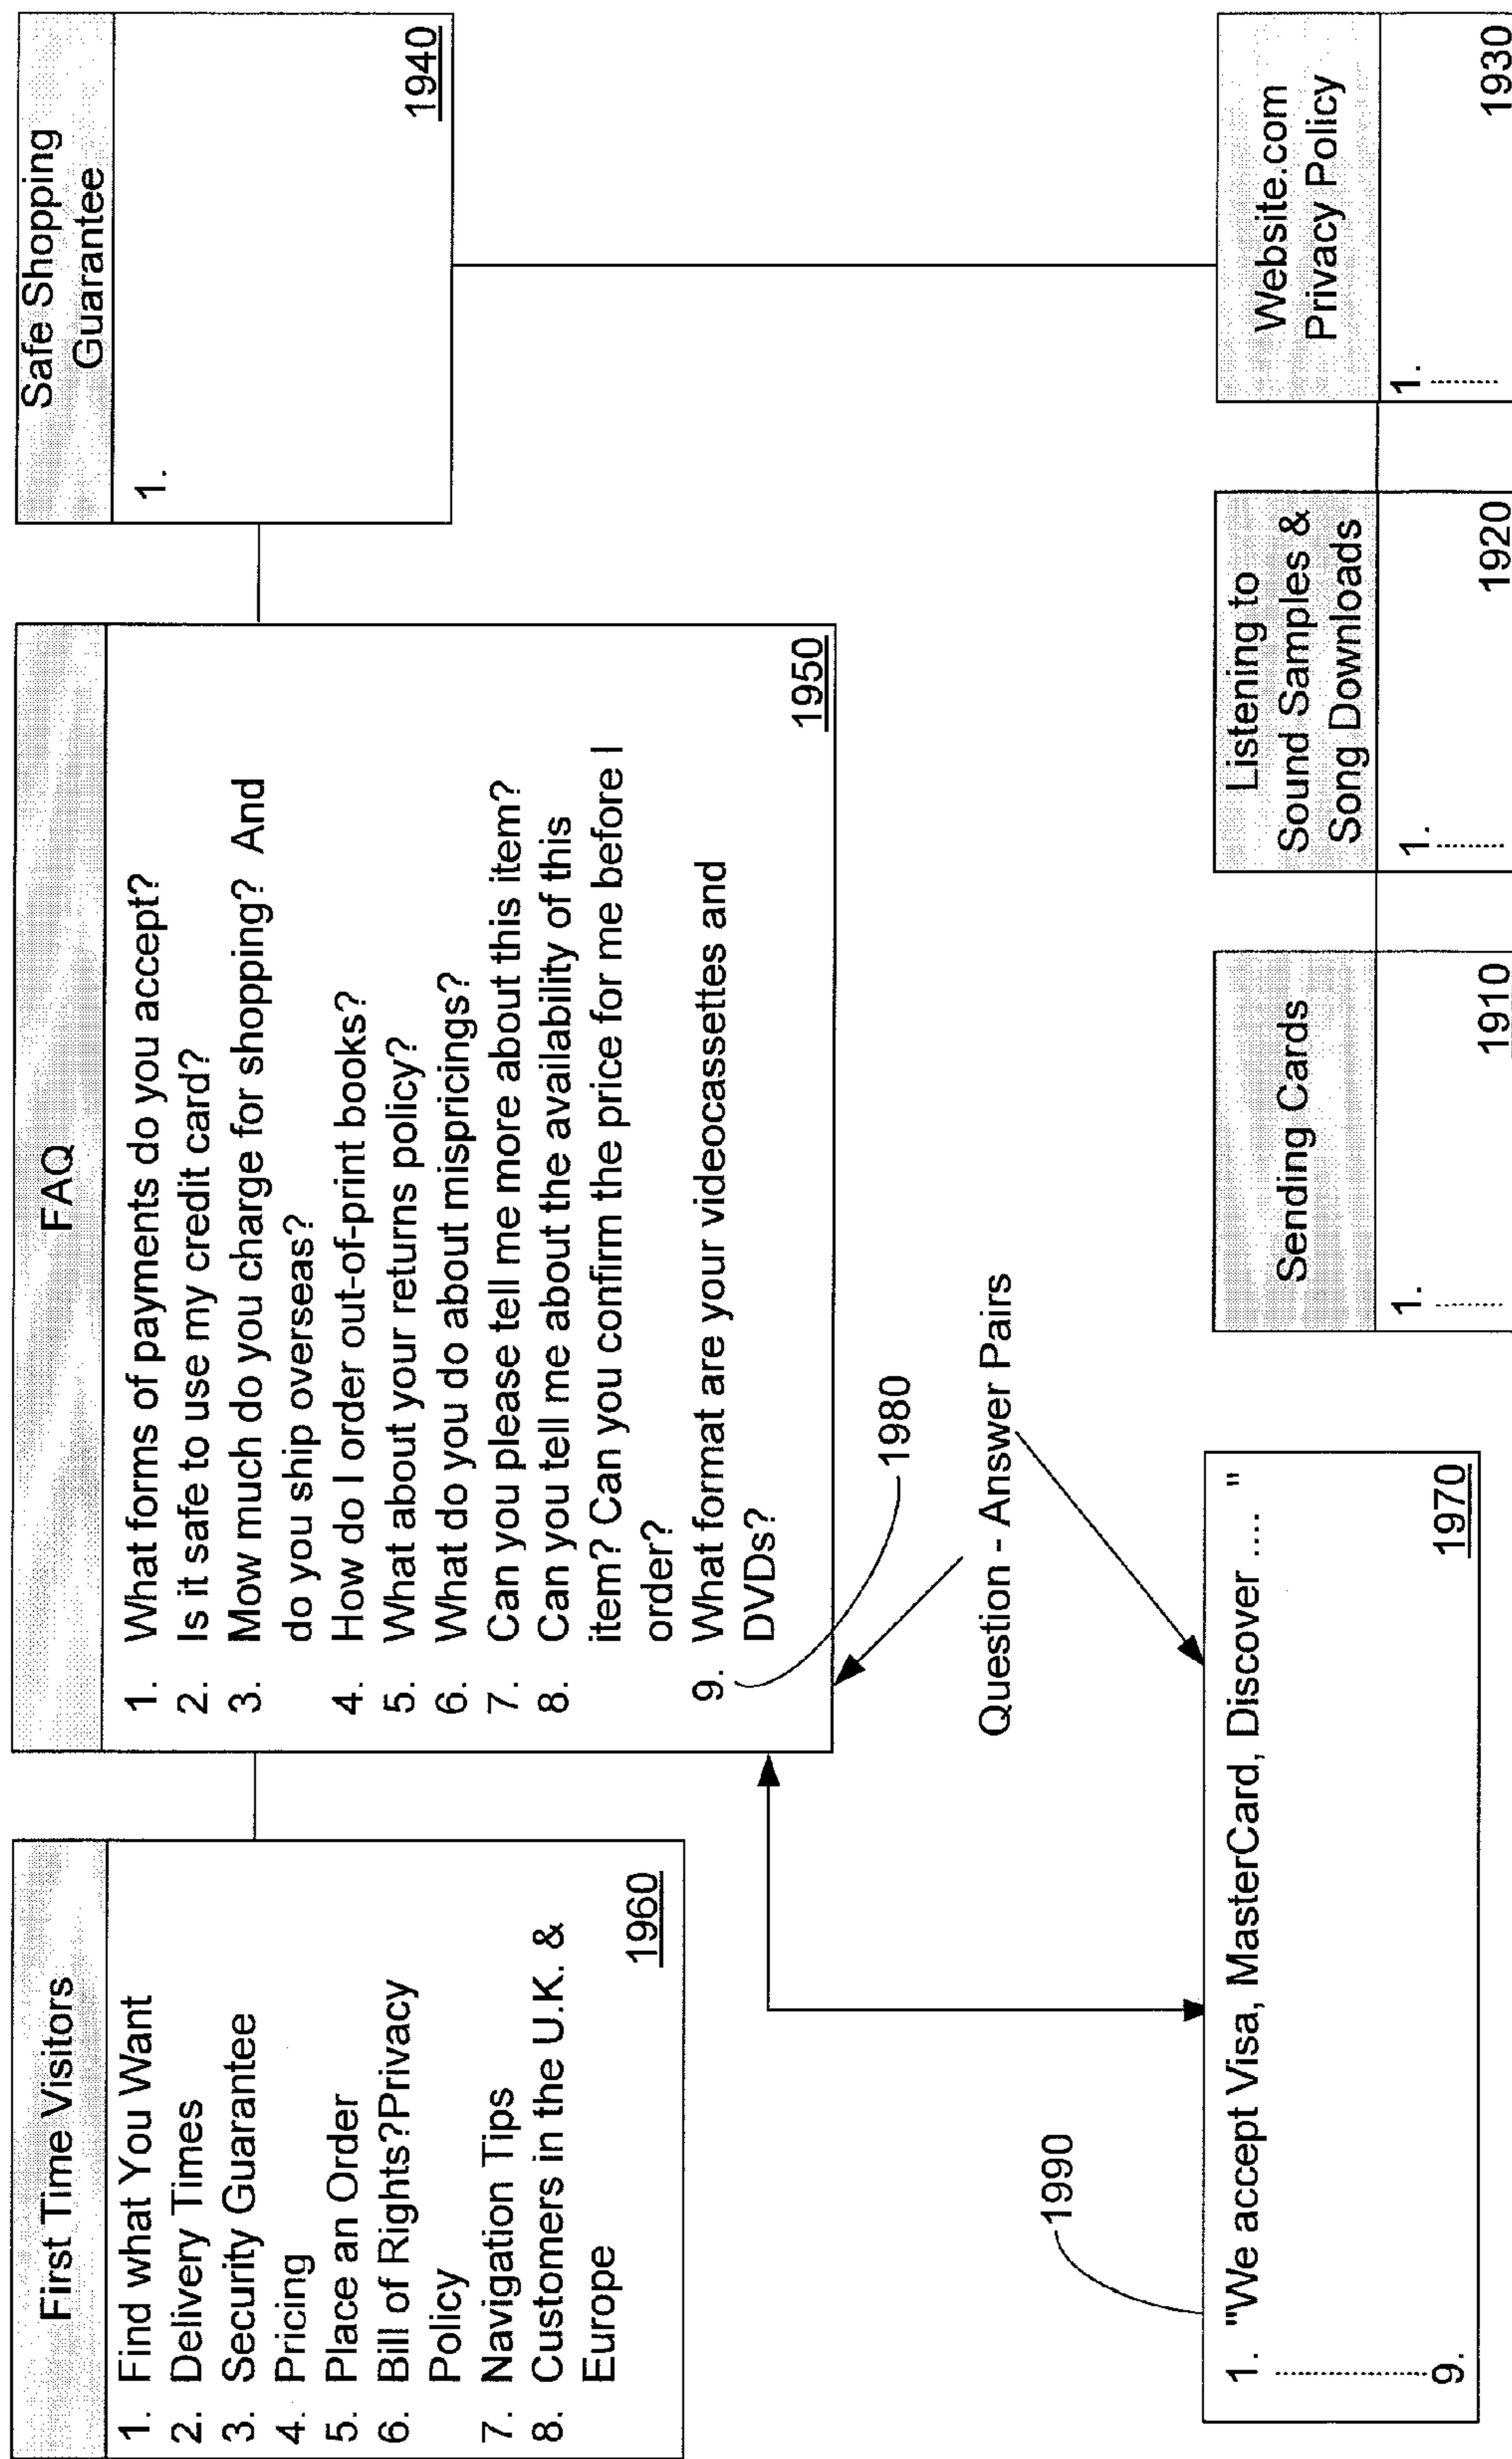 First Time Visitors
1. Find what You Want
2. Delivery Times
3. Security Guarantee
4. Pricing
5. Place an Order
6. Bill of Rights?Privacy
Policy
7. Navigation Tips
8. Customers in the U.K. &
Europe
1960
FAQ
1. What forms of payments do you accept?
2. Is it safe to use my credit card?
3. Mow much do you charge for shopping? And
do you ship overseas?
4. How do I order out-of-print books?
5. What about your returns policy?
6. What do you do about mispricings?
7. Can you please tell me more about this item?
8. Can you tell me about the availability of this
item? Can you confirm the price for me before I
order?
9. What format are your videocassettes and
DVDs?
1950
Safe Shopping
Guarantee
1.
1940
1980
Question - Answer Pairs
1990
1. "We accept Visa, MasterCard, Discover .... "
9.
1970
Sending Cards
1.
1910
Listening to
Sound Samples &
Song Downloads
1.
1920
Website.com
Privacy Policy
1.
1930